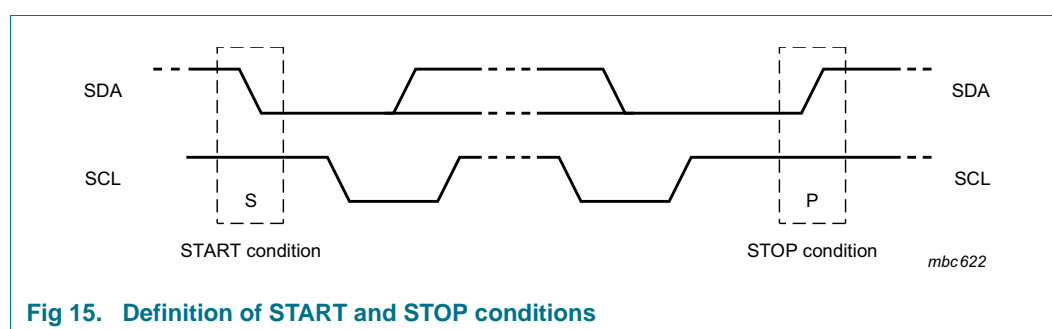 SDA SDA
SCL SCL
S P
START condition STOP condition
mbc622
Fig 15. Definition of START and STOP conditions